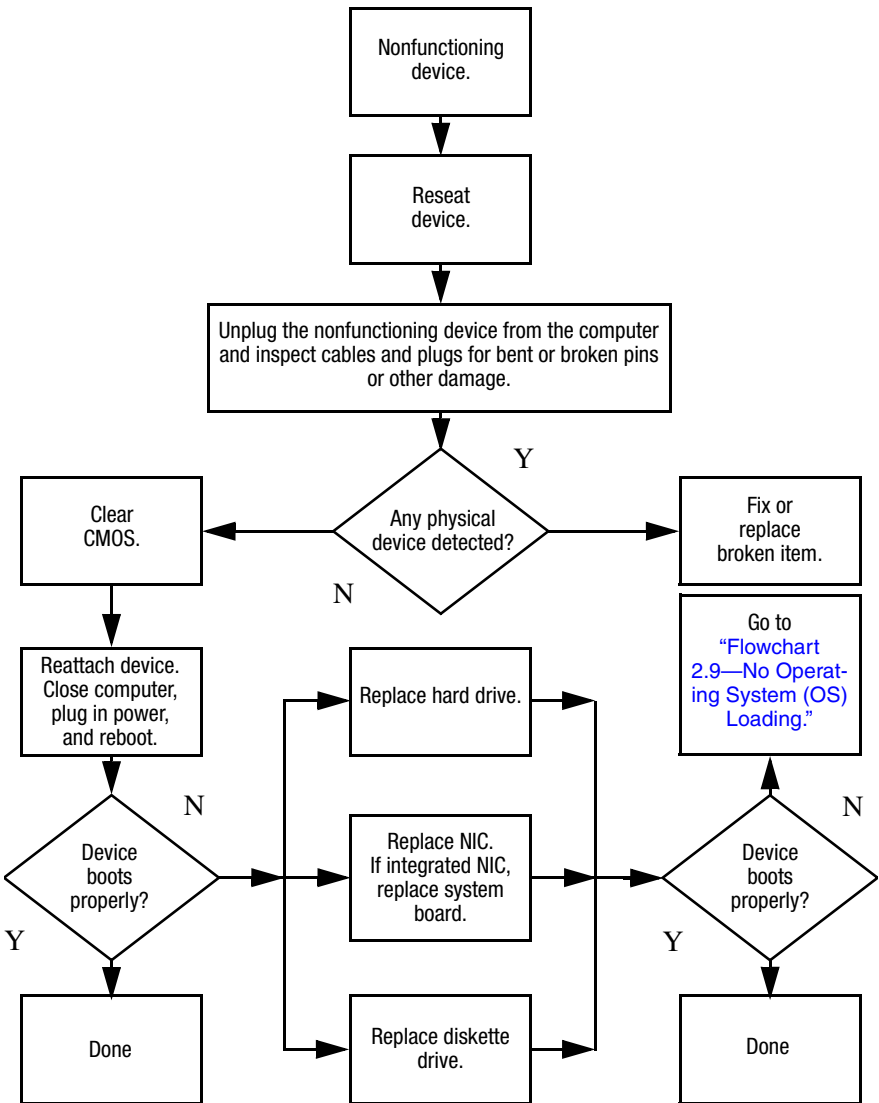 Nonfunctioning
device.
Reseat
device.
Unplug the nonfunctioning device from the computer
and inspect cables and plugs for bent or broken pins
or other damage.
Y
Any physical
device detected?
N
Clear
CMOS.
Fix or
replace
broken item.
Reattach device.
Close computer,
plug in power,
and reboot.
Replace hard drive.
Go to
“Flowchart
2.9—No Operat-
ing System (OS)
Loading.”
N
Device
boots
properly?
Y
Replace NIC.
If integrated NIC,
replace system
board.
N
Device
boots
properly?
Y
Done
Replace diskette
drive.
Done